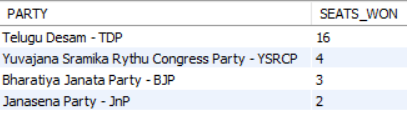 PARTY SEATS_WON
Telugu Desam - TDP 16
Yuvajana Sramika Rythu Congress Party - YSRCP 4
Bharatiya Janata Party - BJP 3
Janasena Party - JnP 2